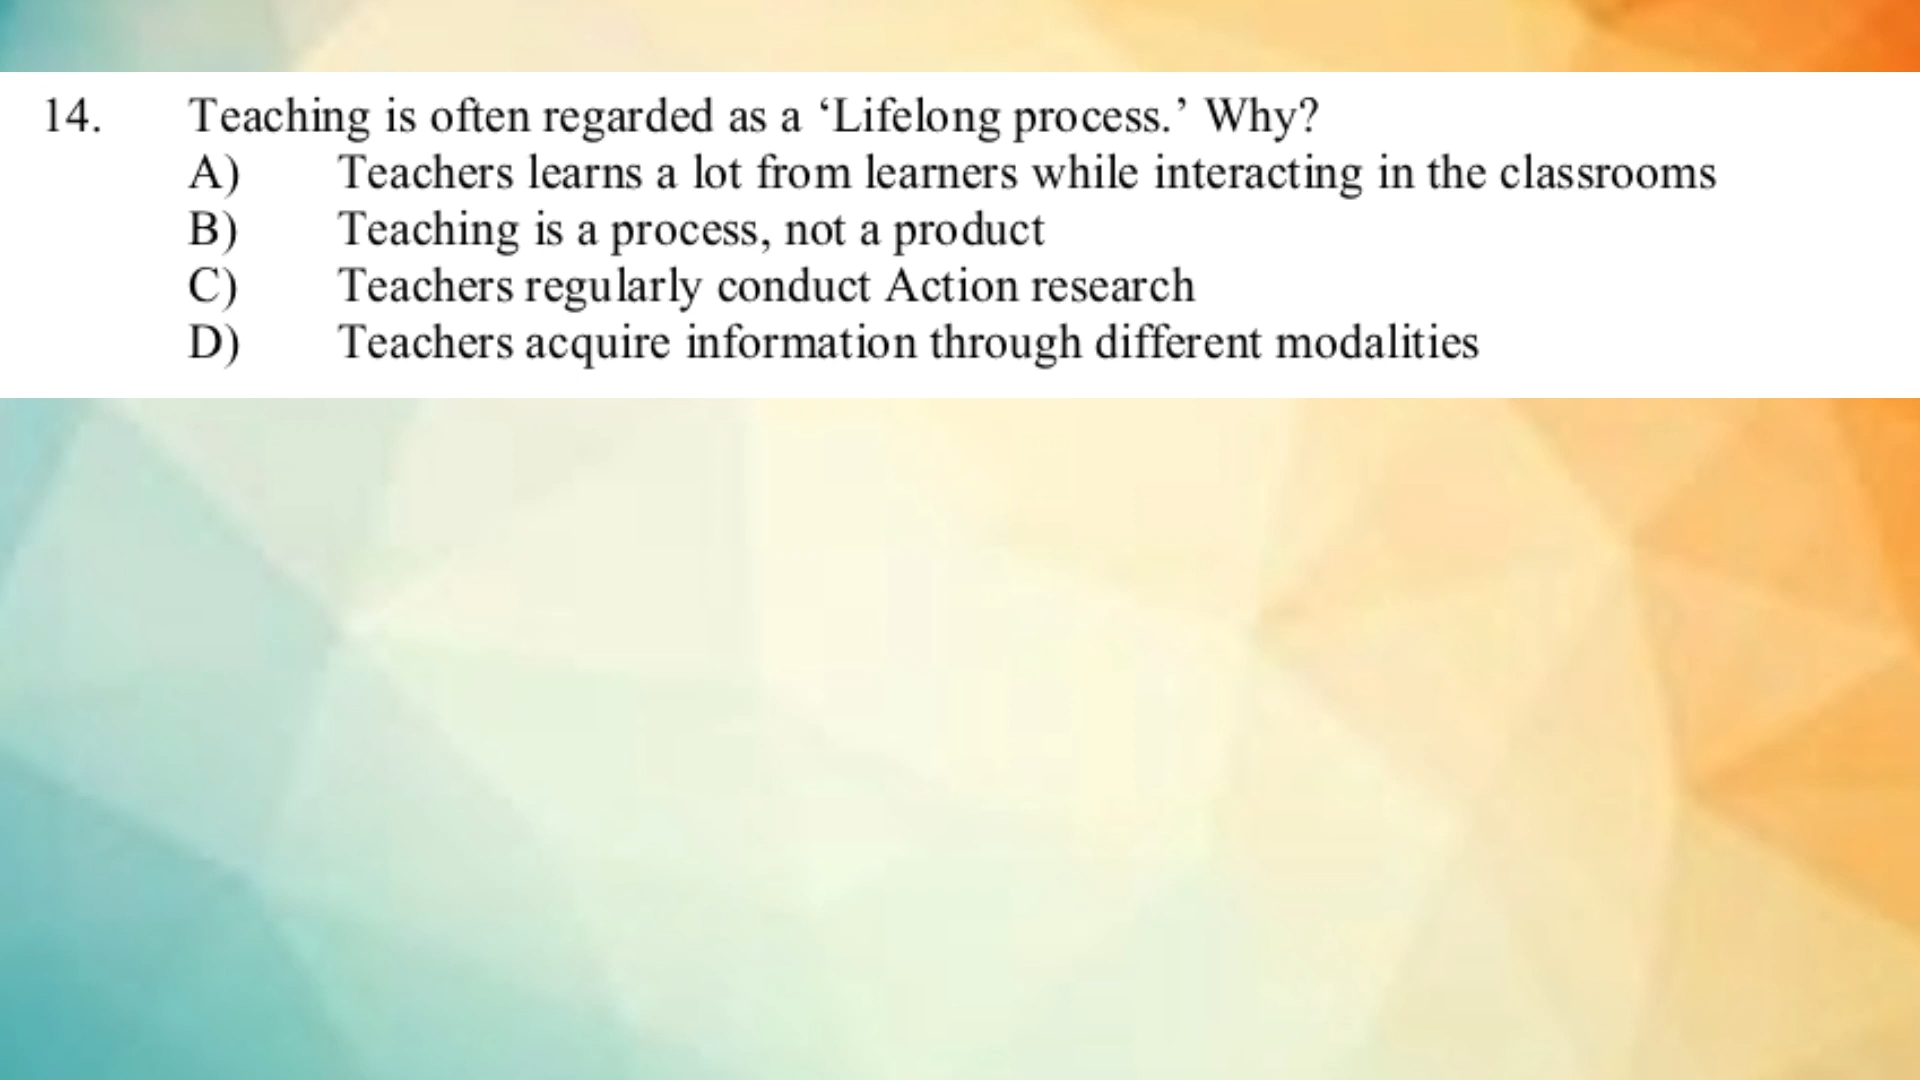 14. Teaching is often regarded as a ‘Lifelong process.’ Why?
A) Teachers learns a lot from learners while interacting in the classrooms
B) Teaching is a process, not a product
C) Teachers regularly conduct Action research
D) Teachers acquire information through different modalities